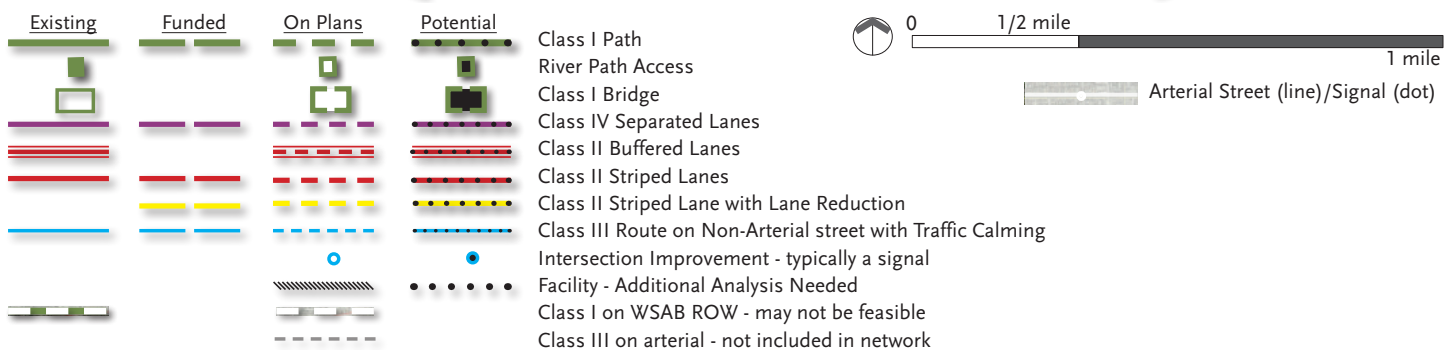 Existing Funded On Plans Potential
0 1/2 mile
1 mile
Class I Path
River Path Access
Class I Bridge
Arterial Street (line)/Signal (dot)
Class IV Separated Lanes
Class II Buffered Lanes
Class II Striped Lanes
Class II Striped Lane with Lane Reduction
Class III Route on Non-Arterial street with Traffic Calming
Intersection Improvement - typically a signal
Facility - Additional Analysis Needed
Class I on WSAB ROW - may not be feasible
Class III on arterial - not included in network